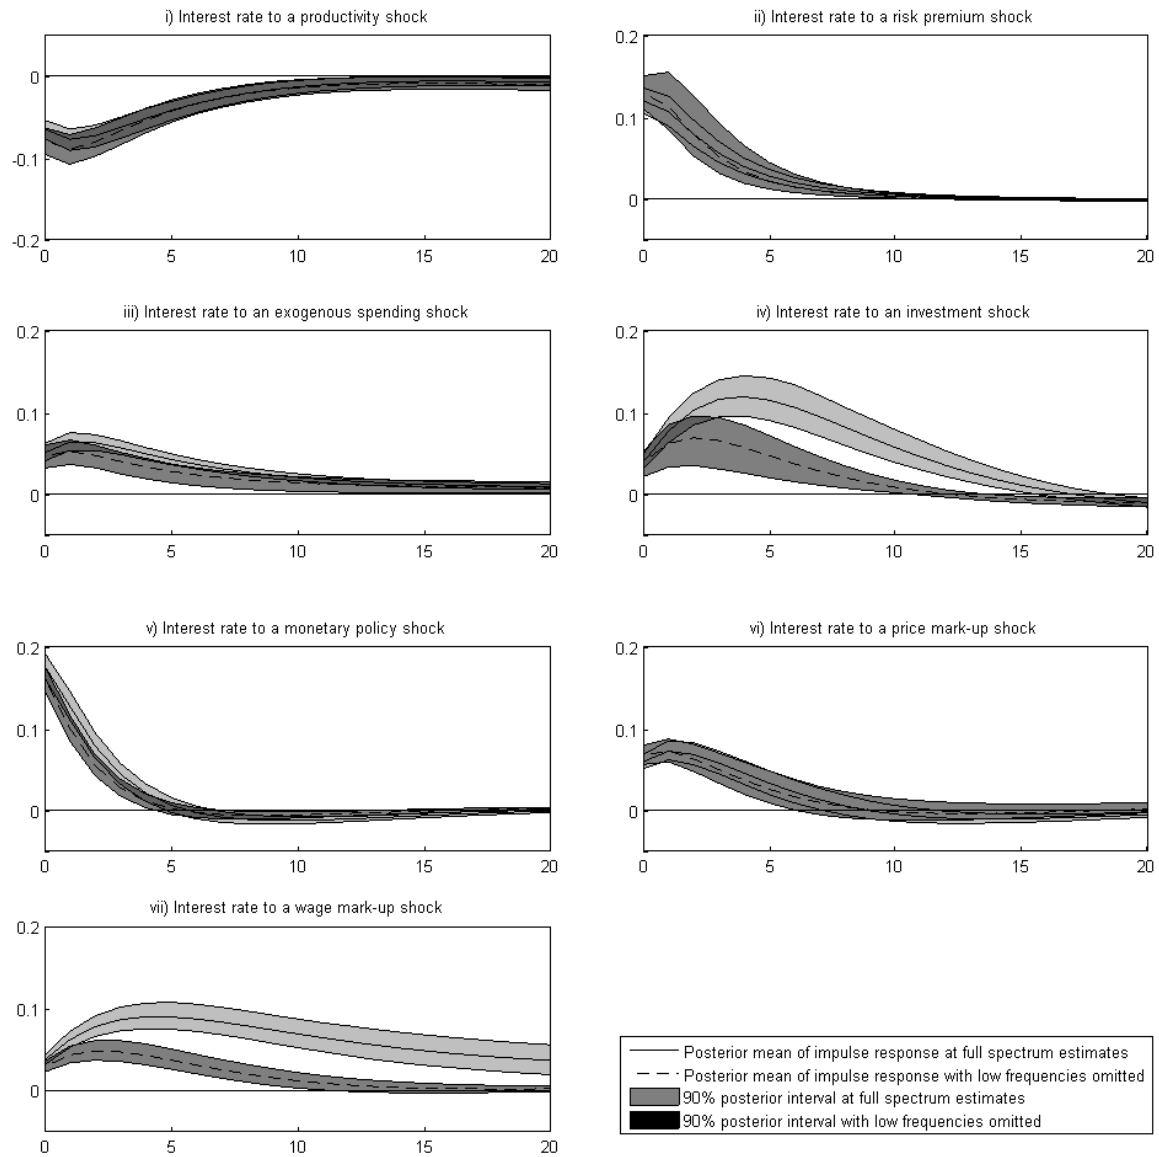 i) Interest rate to a productivity shock
0
-0.1
-0.2
0 5 10 15 20
ii) Interest rate to a risk premium shock
0.2
0.1
0
0 5 10 15 20
iii) Interest rate to an exogenous spending shock
0.2
0.1
0
0 5 10 15 20
iv) Interest rate to an investment shock
0.2
0.1
0
0 5 10 15 20
v) Interest rate to a monetary policy shock
0.2
0.1
0
0 5 10 15 20
vi) Interest rate to a price mark-up shock
0.2
0.1
0
0 5 10 15 20
vii) Interest rate to a wage mark-up shock
0.2
0.1
0
0 5 10 15 20
Posterior mean of impulse response at full spectrum estimates
Posterior mean of impulse response with low frequencies omitted
90% posterior interval at full spectrum estimates
90% posterior interval with low frequencies omitted